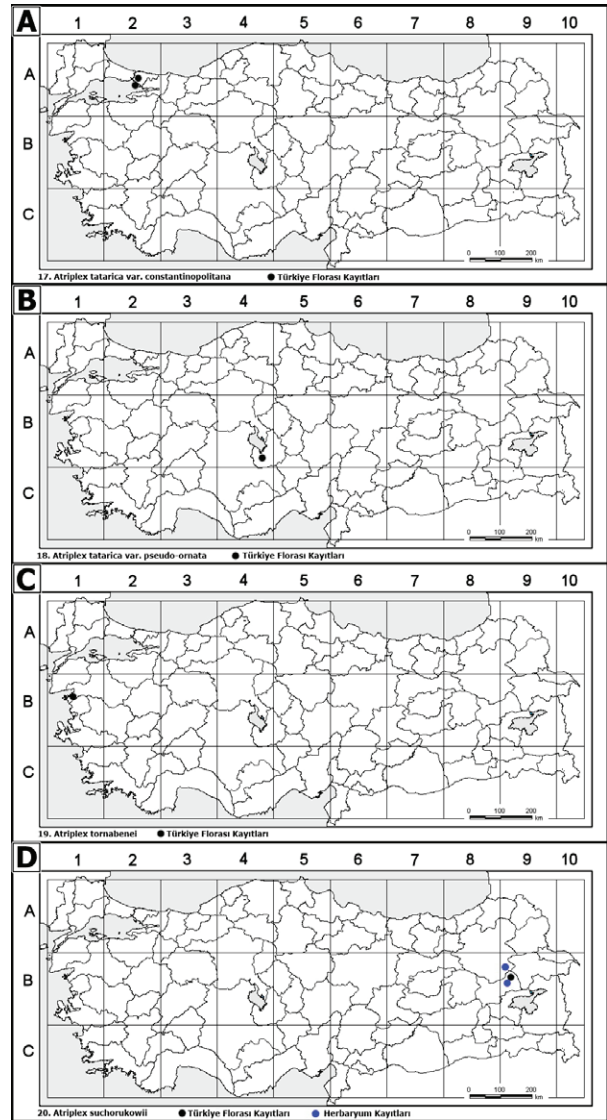 A
1 2 3 4 5 6 7 8 9 10
A
B
C
0 100 200
km
17. Atriplex tatarica var. constantinopolitana ● Türkiye Florası Kayıtları
B
1 2 3 4 5 6 7 8 9 10
A
B
C
0 100 200
km
18. Atriplex tatarica var. pseudo-ornata ● Türkiye Florası Kayıtları
C
1 2 3 4 5 6 7 8 9 10
A
B
C
0 100 200
km
19. Atriplex tornabenei ● Türkiye Florası Kayıtları
D
1 2 3 4 5 6 7 8 9 10
A
B
C
0 100 200
km
20. Atriplex suchorukowii ● Türkiye Florası Kayıtları ● Herbaryum Kayıtları